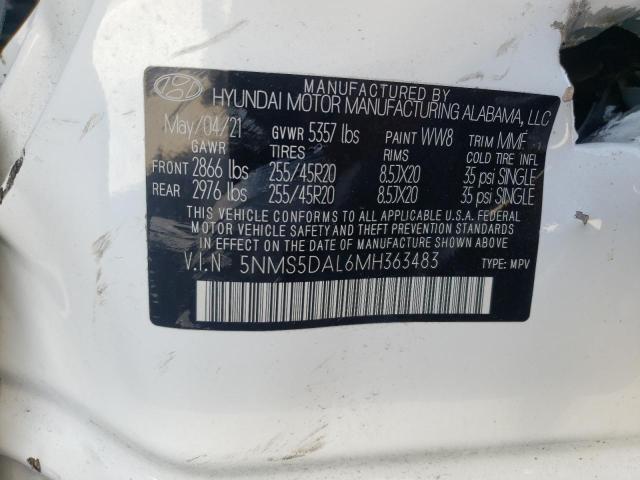 MANUFACTURED BY
HYUNDAI MOTOR MANUFACTURING ALABAMA, LLC
May/04/21 GVWR 5357 lbs PAINT WW8 TRIM MMF
GAWR TIRES RIMS COLD TIRE INFL
FRONT 2866 lbs 255/45R20 8.5JX20 35 psi SINGLE
REAR 2976 lbs 255/45R20 8.5JX20 35 psi SINGLE
THIS VEHICLE CONFORMS TO ALL APPLICABLE U.S.A. FEDERAL
MOTOR VEHICLE SAFETY, BUMPER, AND THEFT PREVENTION
STANDARDS IN EFFECT ON THE DATE OF MANUFACTURE SHOWN ABOVE.
V.I.N 5NMS5DAL6MH363483 TYPE: MPV